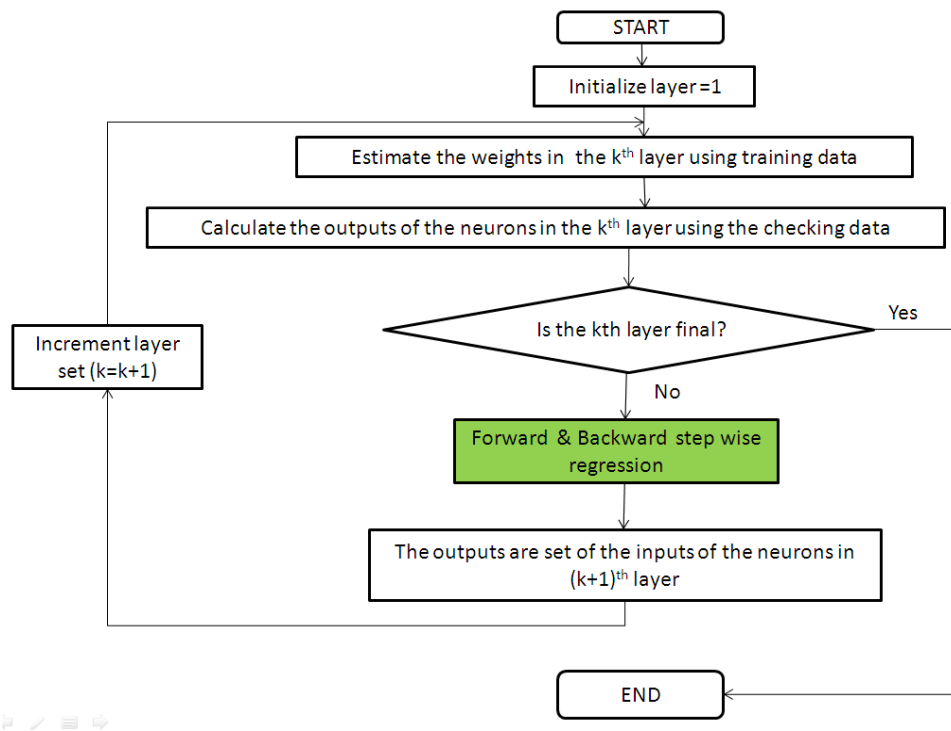 START
Initialize layer =1
Estimate the weights in the kth layer using training data
Calculate the outputs of the neurons in the kth layer using the checking data
Is the kth layer final?
Yes
Increment layer
set (k=k+1)
No
Forward & Backward step wise
regression
The outputs are set of the inputs of the neurons in
(k+1)th layer
END